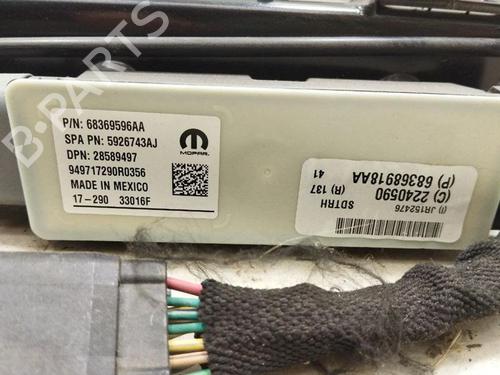 P/N: 68369596AA
SPA PN: 5926743AJ
DPN: 28589497
949717290R0356
MADE IN MEXICO
17-290 33016F
MOPAR
(I) JR152476
(C) 2240590
(P) 68368918AA
SDTRH
(R) 137
41
B-PARTS